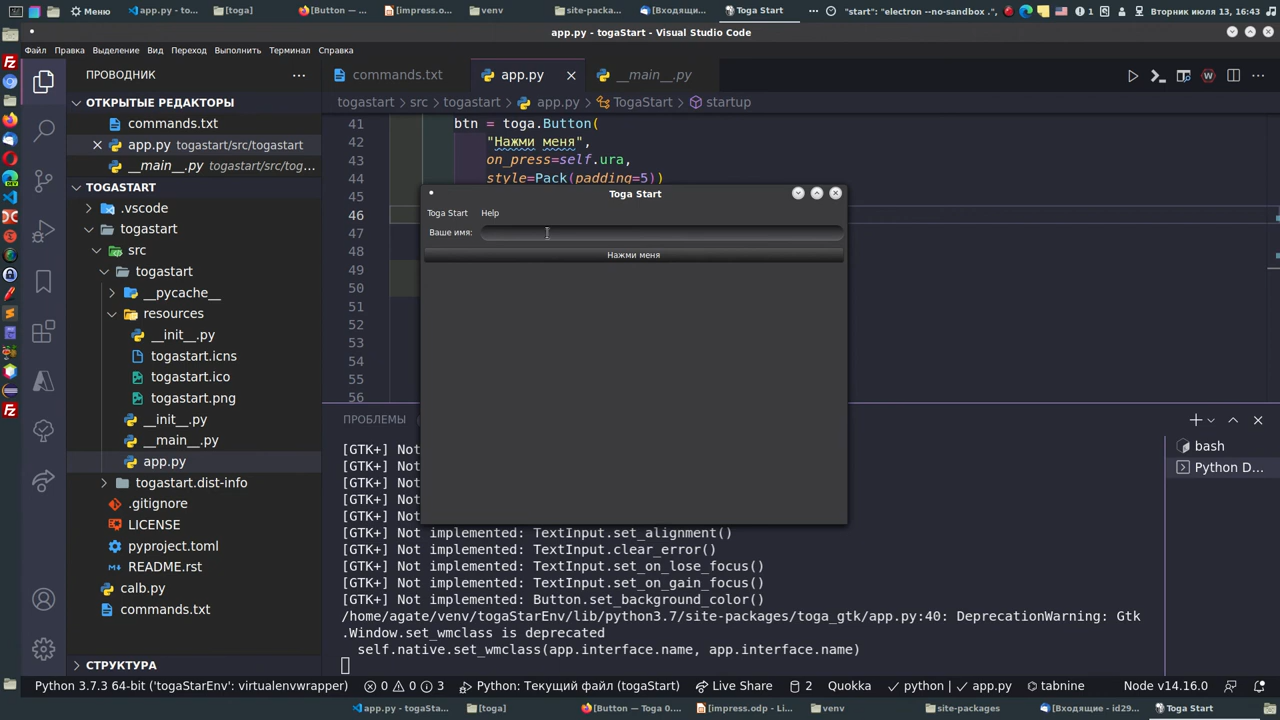 Меню
app.py - to...
[toga]
[Button — ...
[impress.od...
venv
site-packa...
[Входящи...
Toga Start
...
"start": "electron --no-sandbox .",
1
Вторник июля 13, 16:43
app.py - togaStart - Visual Studio Code
Файл Правка Выделение Вид Переход Выполнить Терминал Справка
ПРОВОДНИК
commands.txt
app.py
__main__.py
ОТКРЫТЫЕ РЕДАКТОРЫ
commands.txt
app.py togastart/src/togastart
__main__.py togastart/src/tog...
togastart > src > togastart > app.py > TogaStart > startup
TOGASTART
.vscode
togastart
src
togastart
__pycache__
resources
__init__.py
togastart.icns
togastart.ico
togastart.png
__init__.py
__main__.py
app.py
togastart.dist-info
.gitignore
LICENSE
pyproject.toml
README.rst
calb.py
commands.txt
СТРУКТУРА
41 btn = toga.Button(
42 "Нажми меня",
43 on_press=self.ura,
44 style=Pack(padding=5))
45
46
47
48
49
50
51
52
53
54
55
56
Toga Start
Toga Start Help
Ваше имя:
Нажми меня
ПРОБЛЕМЫ
[GTK+] Not
[GTK+] Not
[GTK+] Not
[GTK+] Not
[GTK+] Not
[GTK+] Not implemented: TextInput.set_alignment()
[GTK+] Not implemented: TextInput.clear_error()
[GTK+] Not implemented: TextInput.set_on_lose_focus()
[GTK+] Not implemented: TextInput.set_on_gain_focus()
[GTK+] Not implemented: Button.set_background_color()
/home/agate/venv/togaStarEnv/lib/python3.7/site-packages/toga_gtk/app.py:40: DeprecationWarning: Gtk
.Window.set_wmclass is deprecated
self.native.set_wmclass(app.interface.name, app.interface.name)
bash
Python D...
Python 3.7.3 64-bit ('togaStarEnv': virtualenvwrapper) 0 0 3 Python: Текущий файл (togaStart) Live Share 2 Quokka python | app.py tabnine Node v14.16.0
app.py - togaSta...
[toga]
[Button — Toga 0....
[impress.odp - Li...
venv
site-packages
[Входящие - id29...
Toga Start